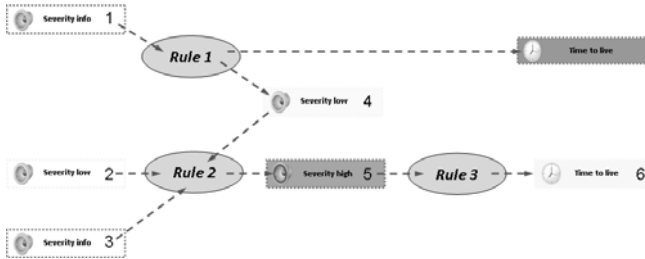 Severity info 1
Rule 1
Time to live
Severity low 4
Severity low 2
Rule 2
Severity high 5
Rule 3
Time to live 6
Severity info 3